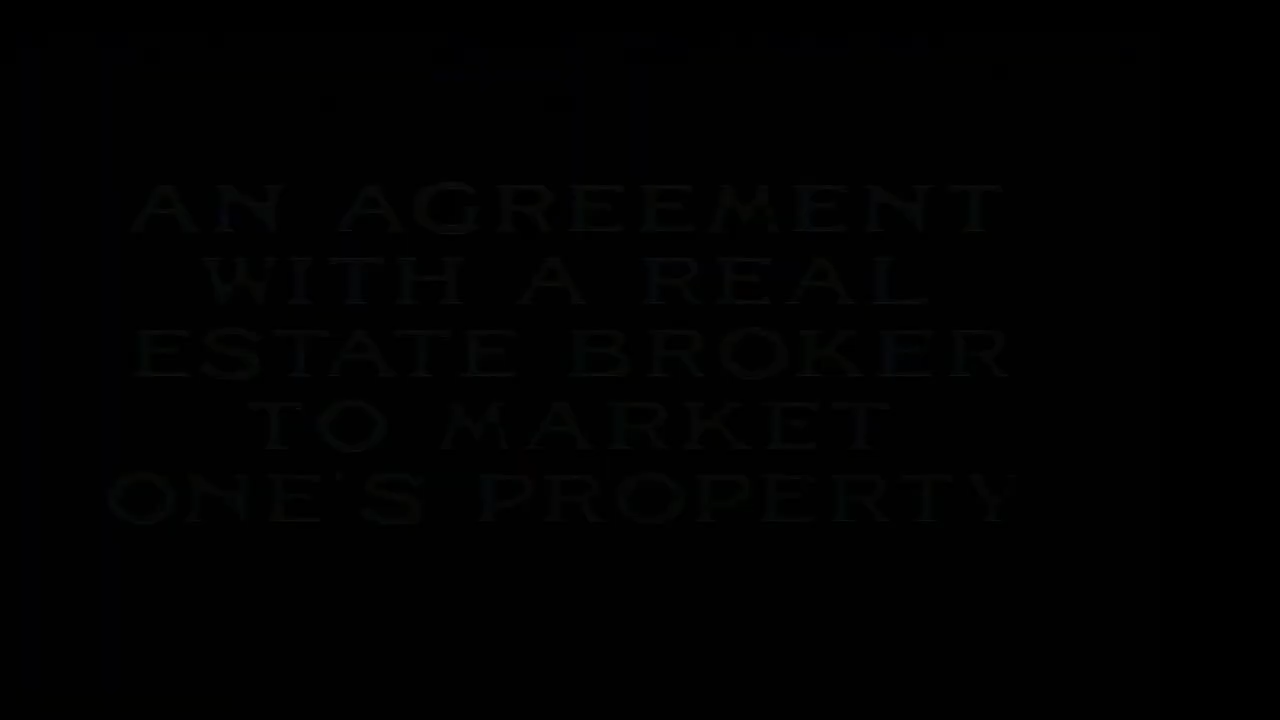 AN AGREEMENT
WITH A REAL
ESTATE BROKER
TO MARKET
ONE'S PROPERTY